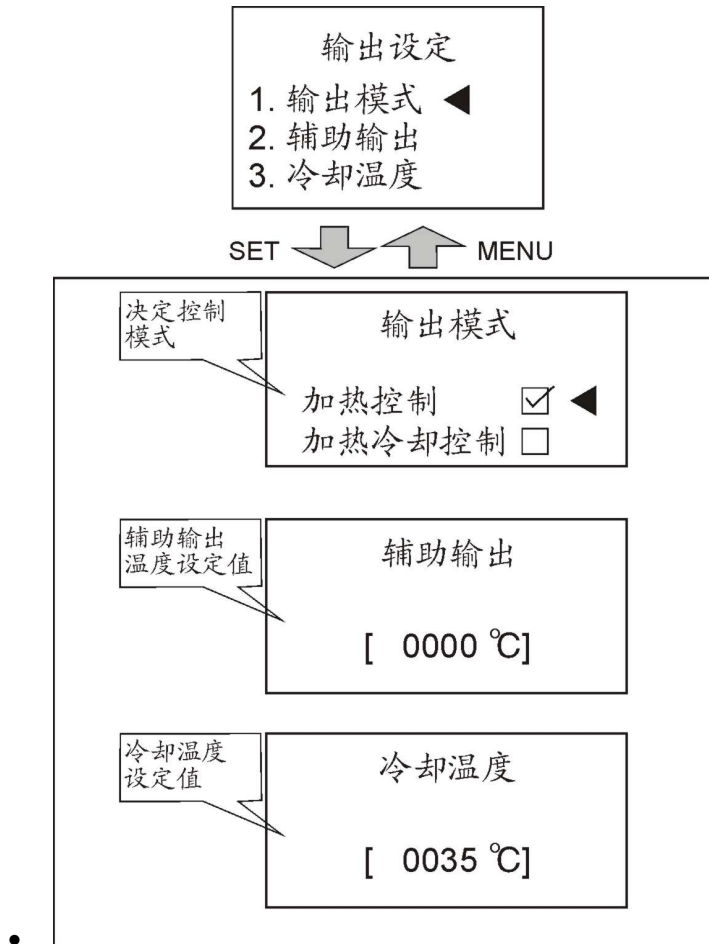 输出设定
1. 输出模式 ◀
2. 辅助输出
3. 冷却温度
SET MENU
决定控制
模式
输出模式
加热控制 ☑ ◀
加热冷却控制 ☐
辅助输出
温度设定值
辅助输出
[ 0000 ℃]
冷却温度
设定值
冷却温度
[ 0035 ℃]